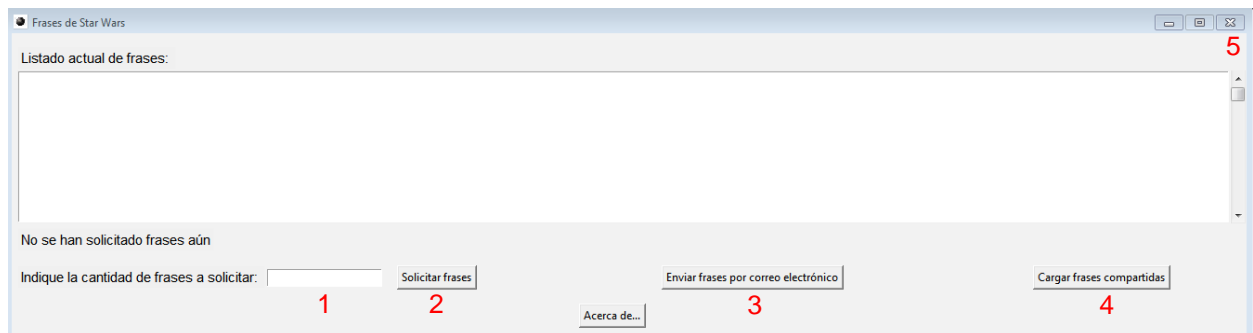 Frases de Star Wars
5
Listado actual de frases:
No se han solicitado frases aún
Indique la cantidad de frases a solicitar: Solicitar frases Enviar frases por correo electrónico Cargar frases compartidas
1 2 3 4
Acerca de...